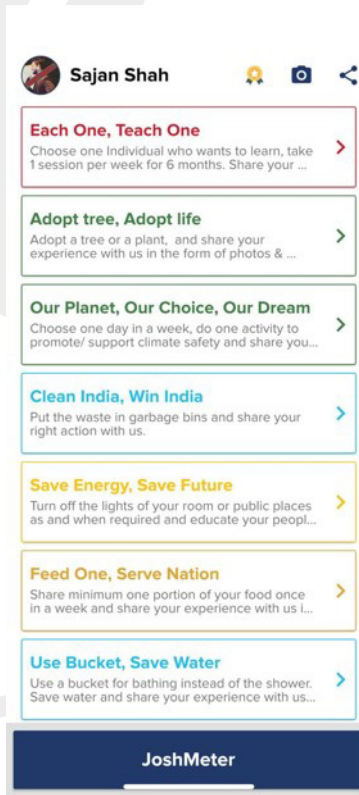 Sajan Shah
Each One, Teach One
Choose one Individual who wants to learn, take
1 session per week for 6 months. Share your ...
Adopt tree, Adopt life
Adopt a tree or a plant, and share your
experience with us in the form of photos & ...
Our Planet, Our Choice, Our Dream
Choose one day in a week, do one activity to
promote/ support climate safety and share you...
Clean India, Win India
Put the waste in garbage bins and share your
right action with us.
Save Energy, Save Future
Turn off the lights of your room or public places
as and when required and educate your peopl...
Feed One, Serve Nation
Share minimum one portion of your food once
in a week and share your experience with us i...
Use Bucket, Save Water
Use a bucket for bathing instead of the shower.
Save water and share your experience with us...
JoshMeter